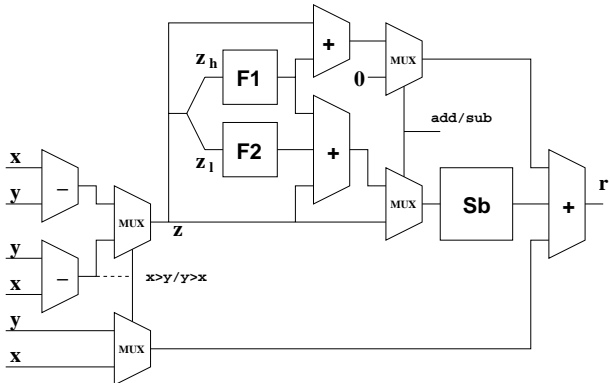 z h
F1
+
MUX
0
add/sub
z l
F2
+
MUX
Sb
+
r
x
y
−
MUX
z
y
x
−
x>y/y>x
y
x
MUX